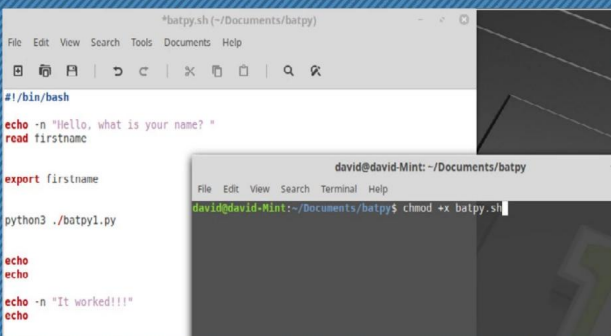 *batpy.sh (~/Documents/batpy)
File Edit View Search Tools Documents Help
#!/bin/bash
echo -n "Hello, what is your name? "
read firstname
export firstname
python3 ./batpy1.py
echo
echo
echo -n "It worked!!!"
echo
david@david-Mint: ~/Documents/batpy
File Edit View Search Terminal Help
david@david-Mint:~/Documents/batpy$ chmod +x batpy.sh